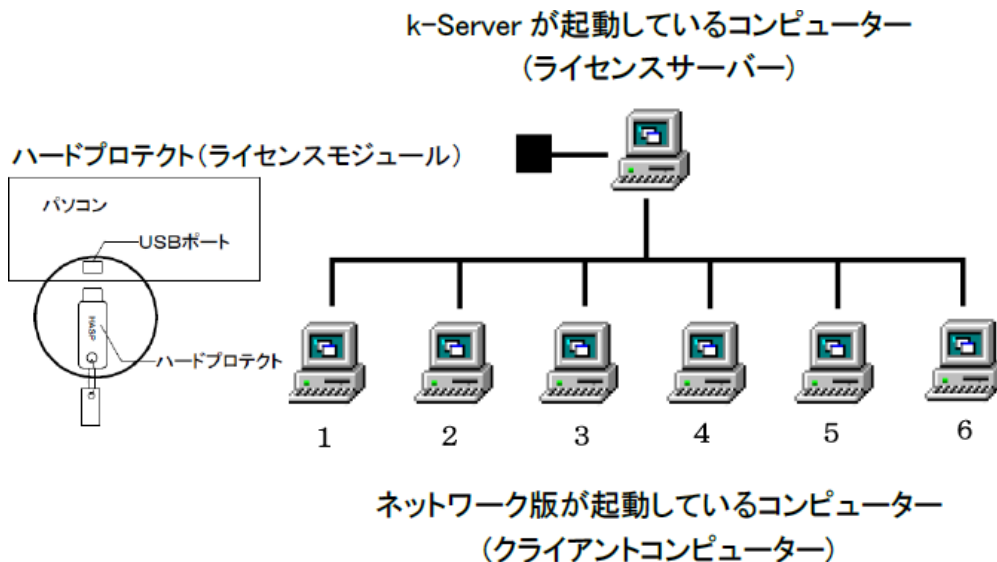 k-Server が起動しているコンピューター
(ライセンスサーバー)
ハードプロテクト(ライセンスモジュール)
パソコン
USBポート
HASP
ハードプロテクト
1 2 3 4 5 6
ネットワーク版が起動しているコンピューター
(クライアントコンピューター)